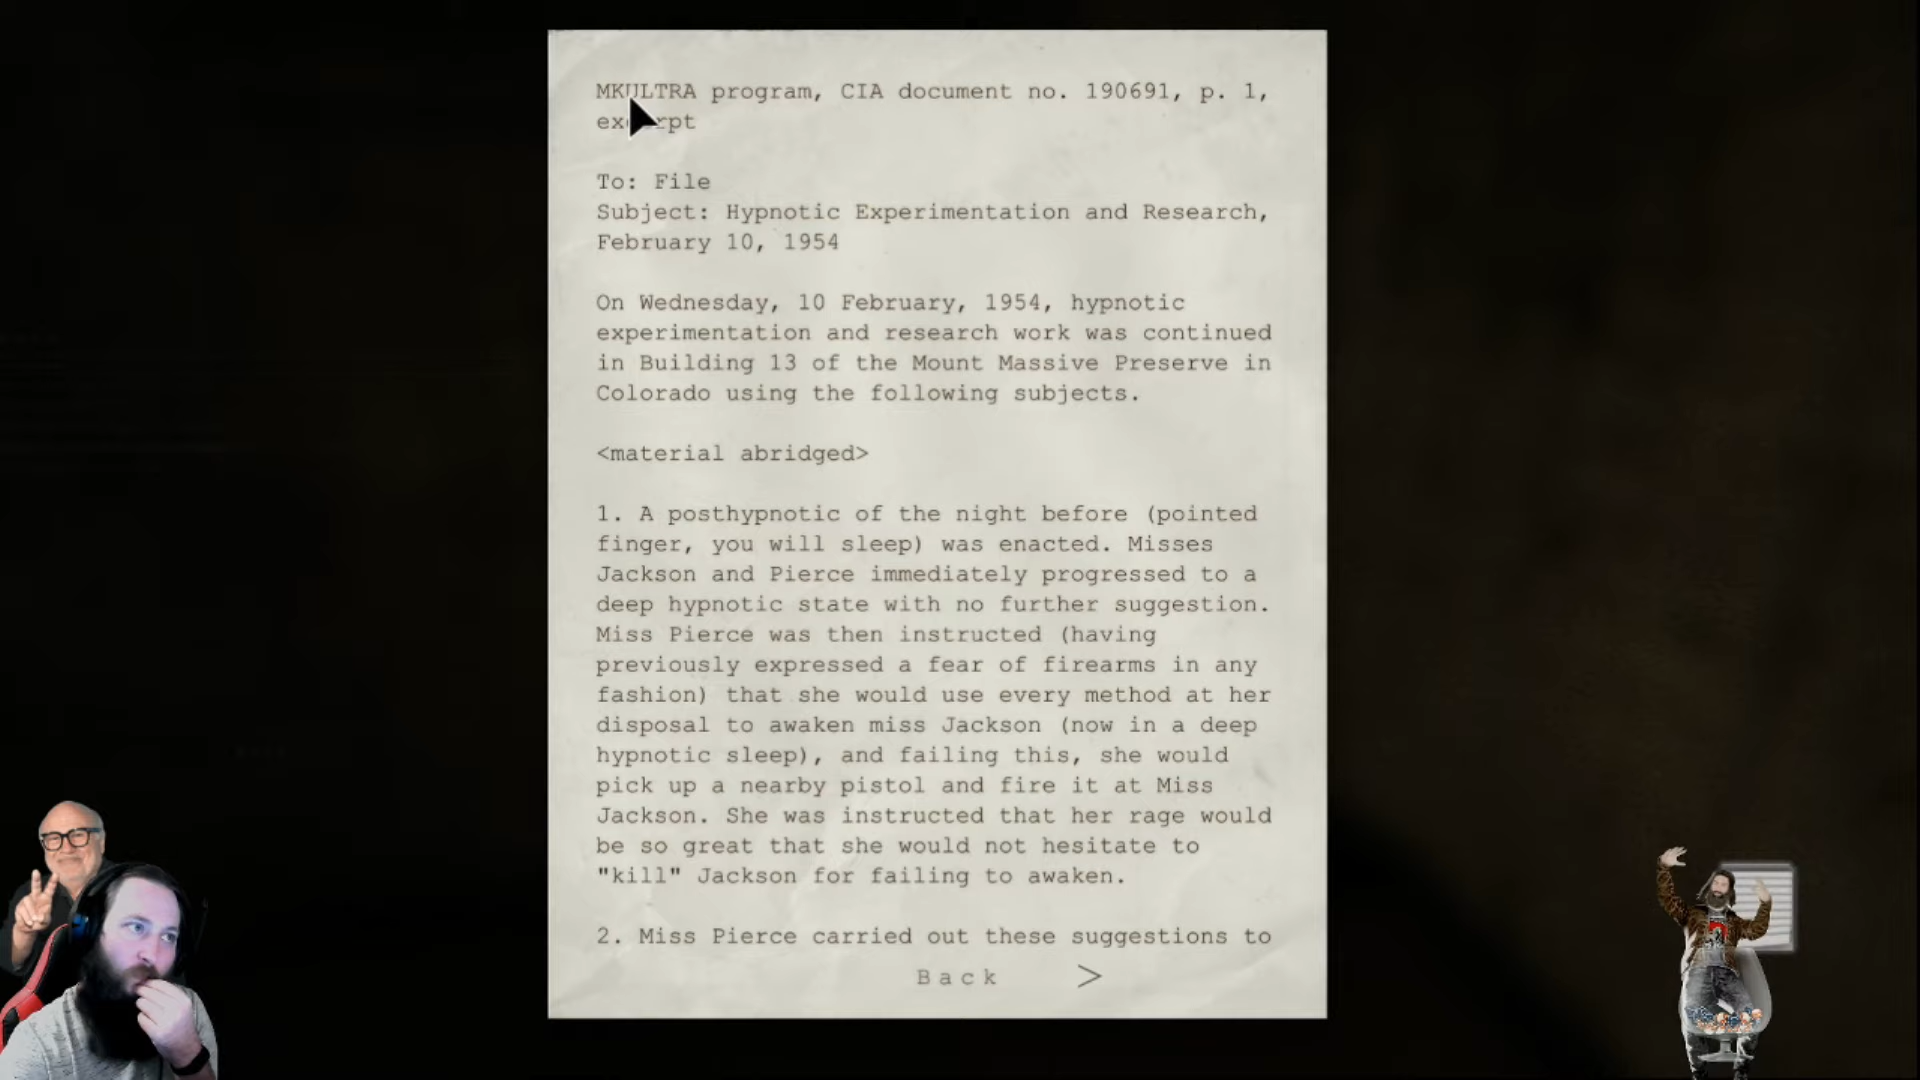 MKULTRA program, CIA document no. 190691, p. 1,
excerpt
To: File
Subject: Hypnotic Experimentation and Research,
February 10, 1954
On Wednesday, 10 February, 1954, hypnotic
experimentation and research work was continued
in Building 13 of the Mount Massive Preserve in
Colorado using the following subjects.
<material abridged>
1. A posthypnotic of the night before (pointed
finger, you will sleep) was enacted. Misses
Jackson and Pierce immediately progressed to a
deep hypnotic state with no further suggestion.
Miss Pierce was then instructed (having
previously expressed a fear of firearms in any
fashion) that she would use every method at her
disposal to awaken miss Jackson (now in a deep
hypnotic sleep), and failing this, she would
pick up a nearby pistol and fire it at Miss
Jackson. She was instructed that her rage would
be so great that she would not hesitate to
"kill" Jackson for failing to awaken.
2. Miss Pierce carried out these suggestions to
Back >